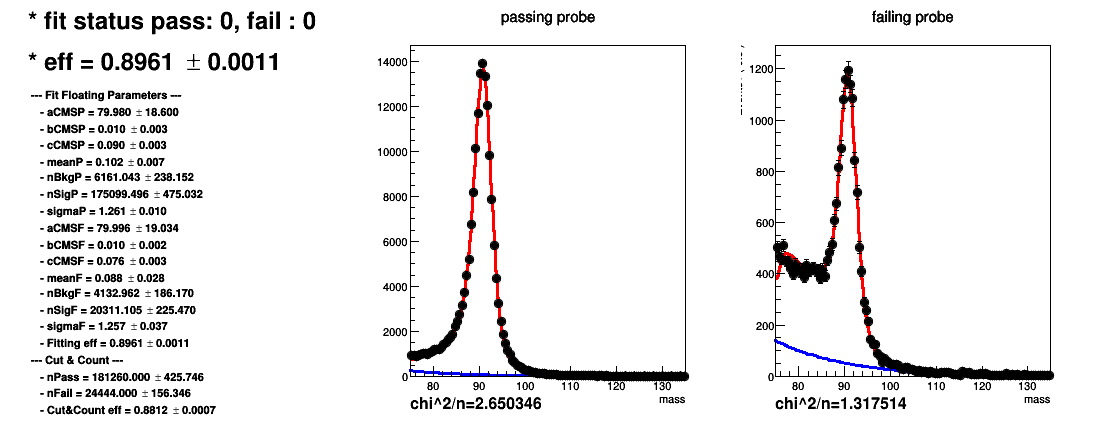 * fit status pass: 0, fail : 0
* eff = 0.8961 ± 0.0011
--- Fit Floating Parameters ---
- aCMSP = 79.980 ± 18.600
- bCMSP = 0.010 ± 0.003
- cCMSP = 0.090 ± 0.003
- meanP = 0.102 ± 0.007
- nBkgP = 6161.043 ± 238.152
- nSigP = 175099.496 ± 475.032
- sigmaP = 1.261 ± 0.010
- aCMSF = 79.996 ± 19.034
- bCMSF = 0.010 ± 0.002
- cCMSF = 0.076 ± 0.003
- meanF = 0.088 ± 0.028
- nBkgF = 4132.962 ± 186.170
- nSigF = 20311.105 ± 225.470
- sigmaF = 1.257 ± 0.037
- Fitting eff = 0.8961 ± 0.0011
--- Cut & Count ---
- nPass = 181260.000 ± 425.746
- nFail = 24444.000 ± 156.346
- Cut&Count eff = 0.8812 ± 0.0007
passing probe
14000
12000
10000
8000
6000
4000
2000
0
80 90 100 110 120 130
mass
chi^2/n=2.650346
failing probe
1200
1000
800
600
400
200
0
80 90 100 110 120 130
mass
chi^2/n=1.317514